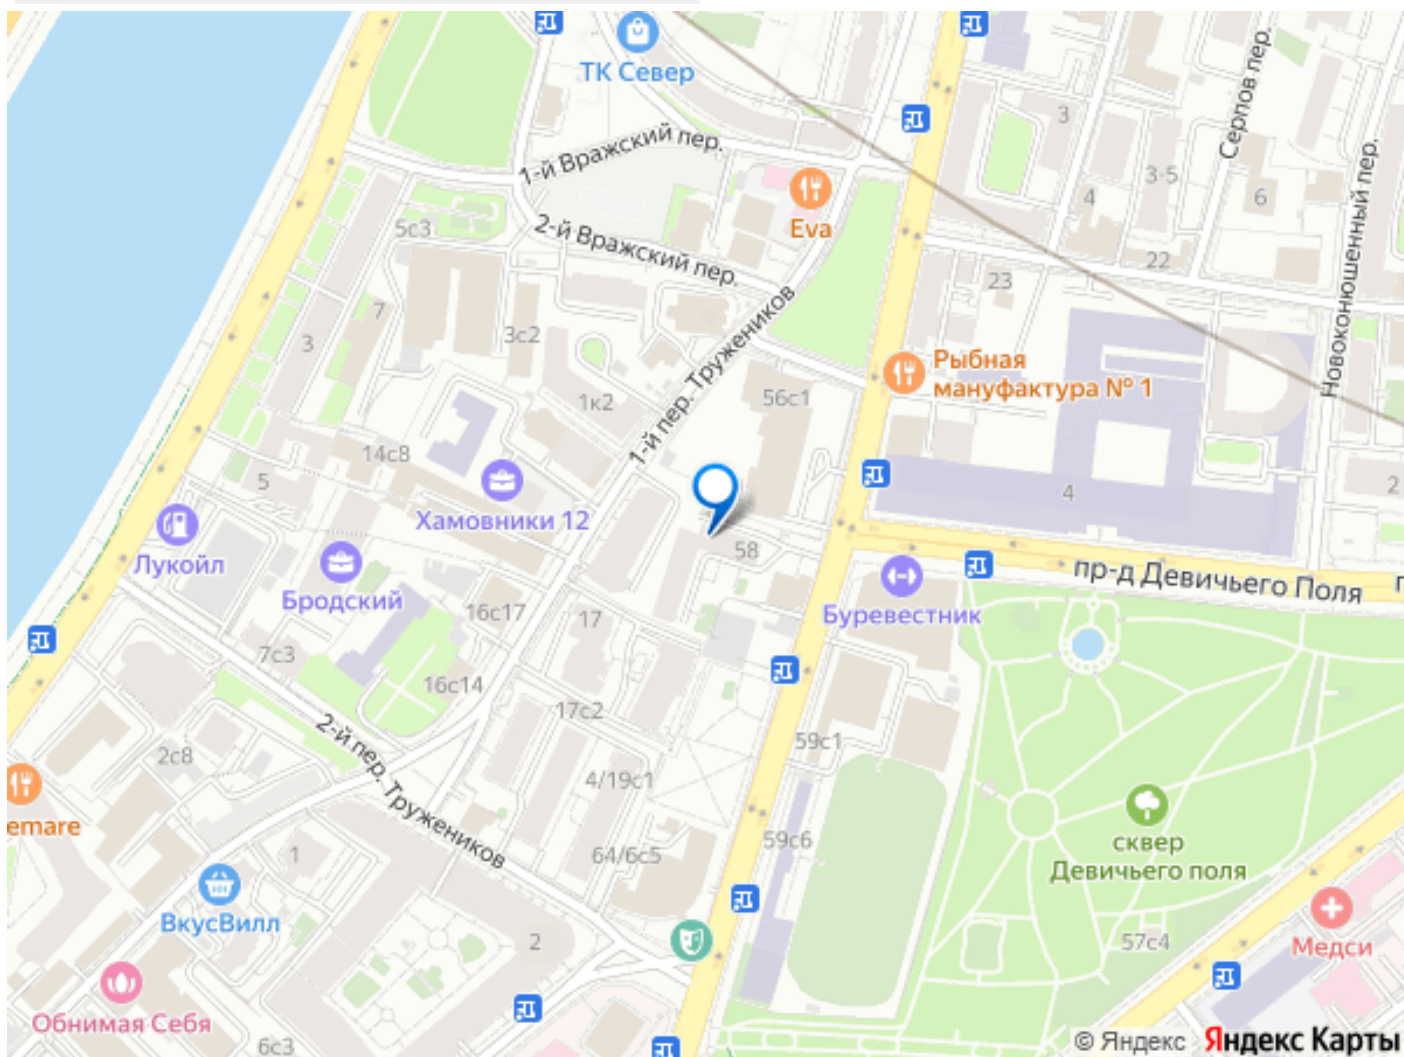 ТК Север
Серпов пер.
3
1-й Вражский пер.
3-5
4
6
Новоконюшенный пер.
Eva
5с3
2-й Вражский пер.
22
23
7
3с2
3
1-й пер. Тружеников
Рыбная
мануфактура № 1
56с1
1к2
14с8
5
Хамовники 12
4
2
Лукойл
58
Бродский
пр-д Девичьего Поля
Буревестник
16с17
17
7с3
16с14
17с2
2-й пер. Тружеников
59с1
2с8
4/19с1
emare
59с6
сквер
Девичьего поля
1
64/6с5
ВкусВилл
2
57с4
Медси
Обнимая Себя
6с3
© Яндекс Яндекс Карты